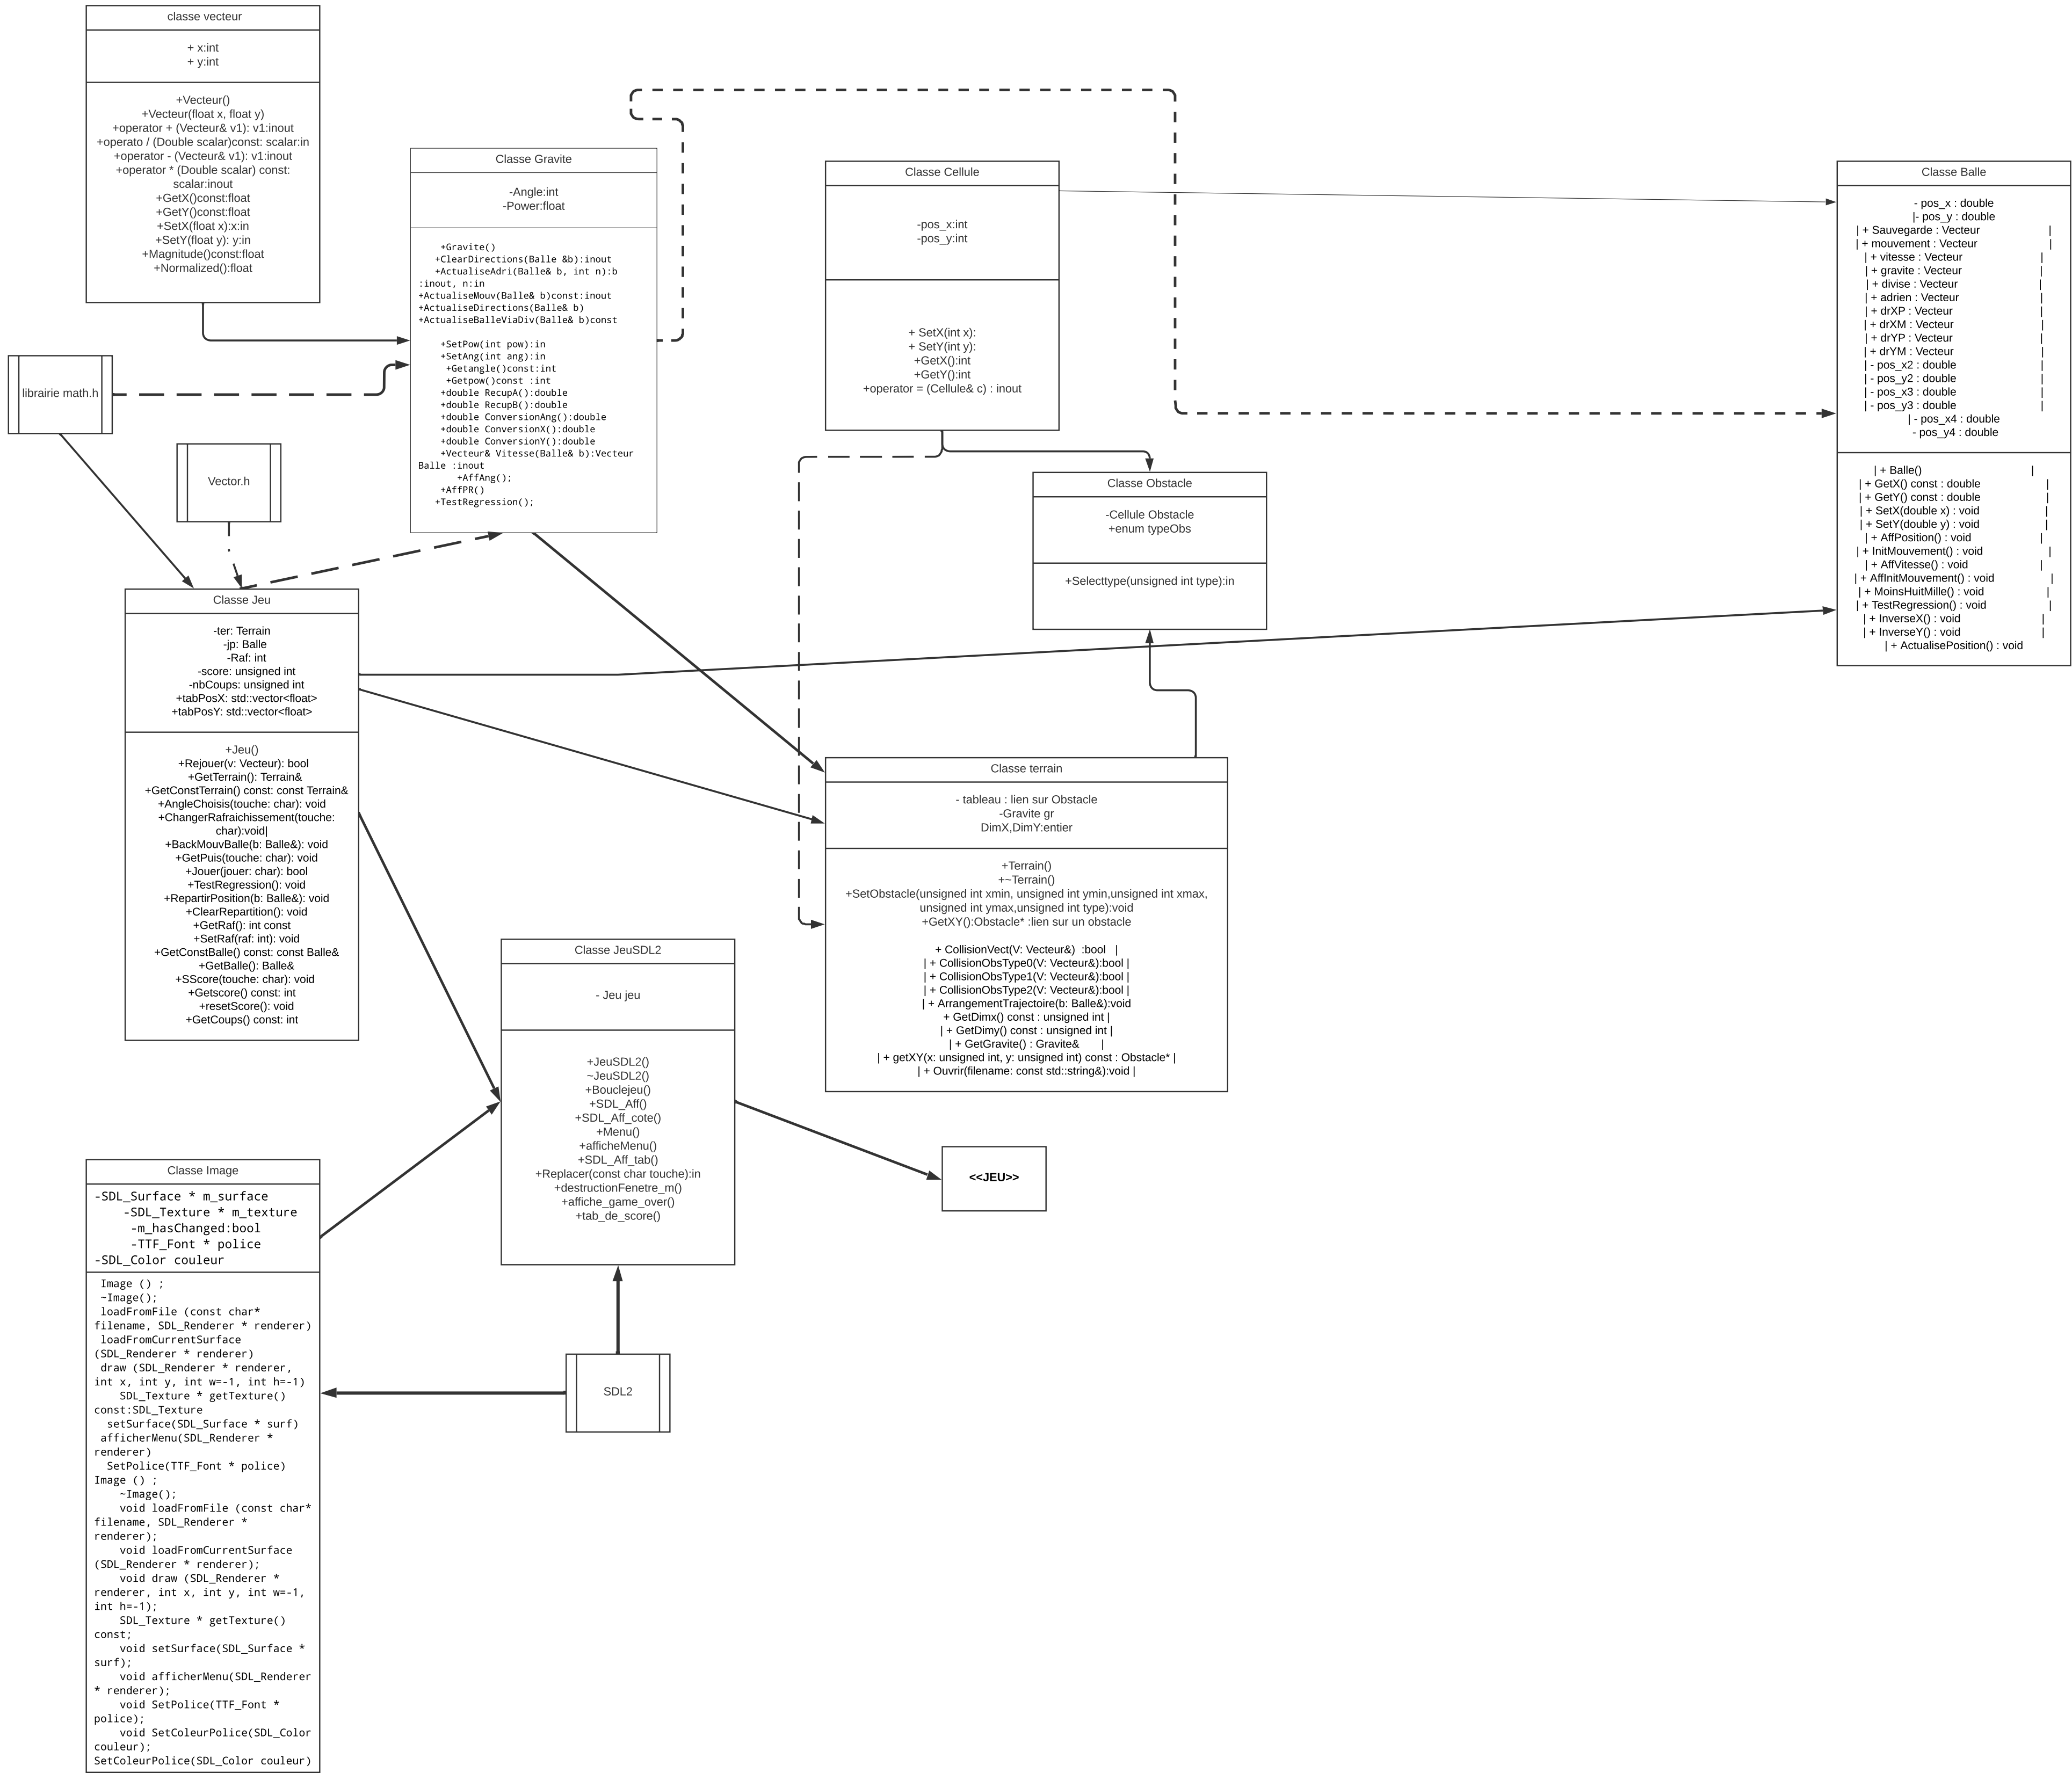 classe vecteur
+ x:int
+ y:int
+Vecteur()
+Vecteur(float x, float y)
+operator + (Vecteur& v1): v1:inout
+operato / (Double scalar)const: scalar:in
+operator - (Vecteur& v1): v1:inout
+operator * (Double scalar) const:
scalar:inout
+GetX()const:float
+GetY()const:float
+SetX(float x):x:in
+SetY(float y): y:in
+Magnitude()const:float
+Normalized():float
Classe Gravite
-Angle:int
-Power:float
+Gravite()
+ClearDirections(Balle &b):inout
+ActualiseAdri(Balle& b, int n):b
:inout, n:in
+ActualiseMouv(Balle& b)const:inout
+ActualiseDirections(Balle& b)
+ActualiseBalleViaDiv(Balle& b)const
+SetPow(int pow):in
+SetAng(int ang):in
+Getangle()const:int
+Getpow()const :int
+double RecupA():double
+double RecupB():double
+double ConversionAng():double
+double ConversionX():double
+double ConversionY():double
+Vecteur& Vitesse(Balle& b):Vecteur
Balle :inout
+AffAng();
+AffPR()
+TestRegression();
Classe Cellule
-pos_x:int
-pos_y:int
+ SetX(int x):
+ SetY(int y):
+GetX():int
+GetY():int
+operator = (Cellule& c) : inout
Classe Balle
- pos_x : double
|- pos_y : double
| + Sauvegarde : Vecteur |
| + mouvement : Vecteur |
| + vitesse : Vecteur |
| + gravite : Vecteur |
| + divise : Vecteur |
| + adrien : Vecteur |
| + drXP : Vecteur |
| + drXM : Vecteur |
| + drYP : Vecteur |
| + drYM : Vecteur |
| - pos_x2 : double |
| - pos_y2 : double |
| - pos_x3 : double |
| - pos_y3 : double |
| - pos_x4 : double
- pos_y4 : double
| + Balle() |
| + GetX() const : double |
| + GetY() const : double |
| + SetX(double x) : void |
| + SetY(double y) : void |
| + AffPosition() : void |
| + InitMouvement() : void |
| + AffVitesse() : void |
| + AffInitMouvement() : void |
| + MoinsHuitMille() : void |
| + TestRegression() : void |
| + InverseX() : void |
| + InverseY() : void |
| + ActualisePosition() : void
librairie math.h
Vector.h
Classe Obstacle
-Cellule Obstacle
+enum typeObs
+Selecttype(unsigned int type):in
Classe Jeu
-ter: Terrain
-jp: Balle
-Raf: int
-score: unsigned int
-nbCoups: unsigned int
+tabPosX: std::vector<float>
+tabPosY: std::vector<float>
+Jeu()
+Rejouer(v: Vecteur): bool
+GetTerrain(): Terrain&
+GetConstTerrain() const: const Terrain&
+AngleChoisis(touche: char): void
+ChangerRafraichissement(touche:
char):void|
+BackMouvBalle(b: Balle&): void
+GetPuis(touche: char): void
+Jouer(jouer: char): bool
+TestRegression(): void
+RepartirPosition(b: Balle&): void
+ClearRepartition(): void
+GetRaf(): int const
+SetRaf(raf: int): void
+GetConstBalle() const: const Balle&
+GetBalle(): Balle&
+SScore(touche: char): void
+Getscore() const: int
+resetScore(): void
+GetCoups() const: int
Classe terrain
- tableau : lien sur Obstacle
-Gravite gr
DimX,DimY:entier
+Terrain()
+~Terrain()
+SetObstacle(unsigned int xmin, unsigned int ymin,unsigned int xmax,
unsigned int ymax,unsigned int type):void
+GetXY():Obstacle* :lien sur un obstacle
+ CollisionVect(V: Vecteur&) :bool |
| + CollisionObsType0(V: Vecteur&):bool |
| + CollisionObsType1(V: Vecteur&):bool |
| + CollisionObsType2(V: Vecteur&):bool |
| + ArrangementTrajectoire(b: Balle&):void
+ GetDimx() const : unsigned int |
| + GetDimy() const : unsigned int |
| + GetGravite() : Gravite& |
| + getXY(x: unsigned int, y: unsigned int) const : Obstacle* |
| + Ouvrir(filename: const std::string&):void |
Classe JeuSDL2
- Jeu jeu
+JeuSDL2()
~JeuSDL2()
+Bouclejeu()
+SDL_Aff()
+SDL_Aff_cote()
+Menu()
+afficheMenu()
+SDL_Aff_tab()
+Replacer(const char touche):in
+destructionFenetre_m()
+affiche_game_over()
+tab_de_score()
<<JEU>>
Classe Image
-SDL_Surface * m_surface
-SDL_Texture * m_texture
-m_hasChanged:bool
-TTF_Font * police
-SDL_Color couleur
Image () ;
~Image();
loadFromFile (const char*
filename, SDL_Renderer * renderer)
loadFromCurrentSurface
(SDL_Renderer * renderer)
draw (SDL_Renderer * renderer,
int x, int y, int w=-1, int h=-1)
SDL_Texture * getTexture()
const:SDL_Texture
setSurface(SDL_Surface * surf)
afficherMenu(SDL_Renderer *
renderer)
SetPolice(TTF_Font * police)
Image () ;
~Image();
void loadFromFile (const char*
filename, SDL_Renderer *
renderer);
void loadFromCurrentSurface
(SDL_Renderer * renderer);
void draw (SDL_Renderer *
renderer, int x, int y, int w=-1,
int h=-1);
SDL_Texture * getTexture()
const;
void setSurface(SDL_Surface *
surf);
void afficherMenu(SDL_Renderer
* renderer);
void SetPolice(TTF_Font *
police);
void SetColeurPolice(SDL_Color
couleur);
SetColeurPolice(SDL_Color couleur)
SDL2